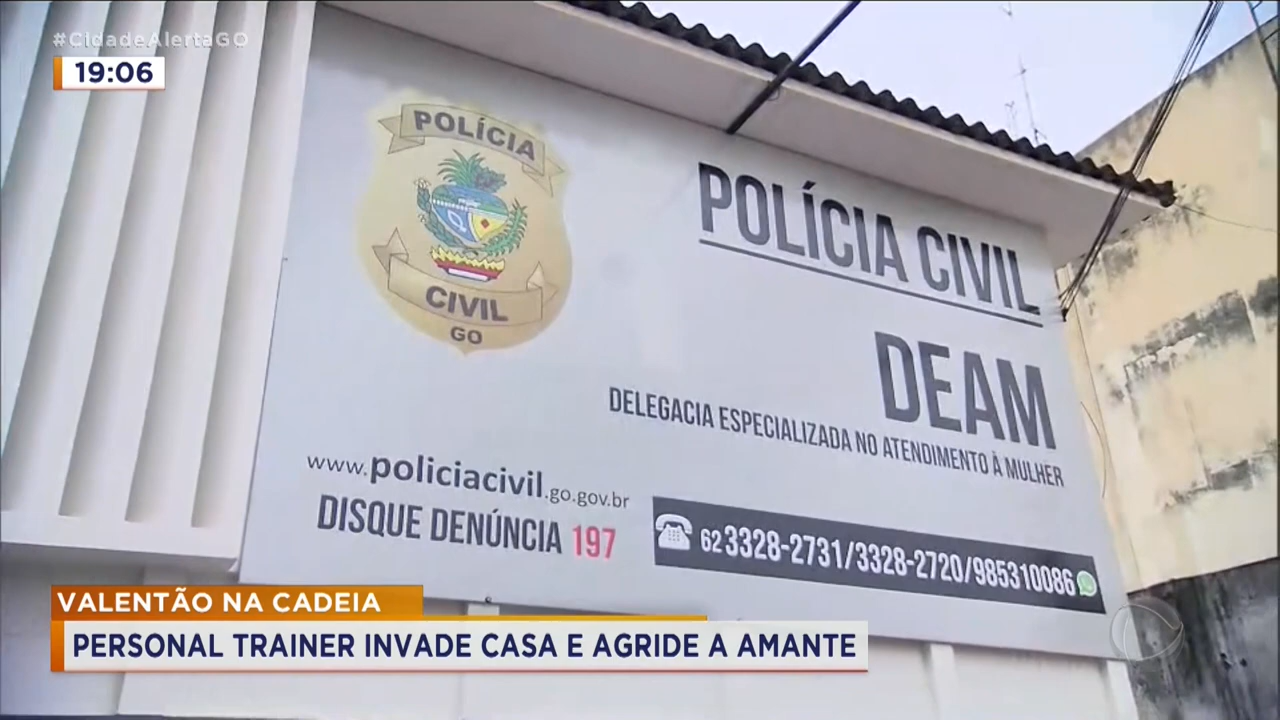 #CidadeAlertaGO
19:06
POLÍCIA
CIVIL
GO
POLÍCIA CIVIL
DEAM
DELEGACIA ESPECIALIZADA NO ATENDIMENTO À MULHER
www.policiacivil.go.gov.br
DISQUE DENÚNCIA 197
62 3328-2731/3328-2720/985310086
VALENTÃO NA CADEIA
PERSONAL TRAINER INVADE CASA E AGRIDE A AMANTE